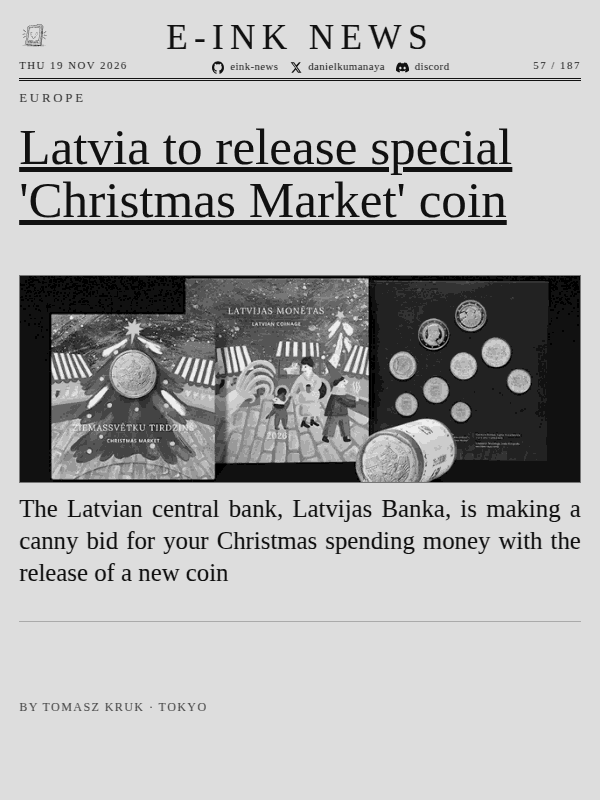 E-INK NEWS
THU 19 NOV 2026
eink-news danielkumanaya discord
57 / 187
EUROPE
Latvia to release special
'Christmas Market' coin
LATVIJAS MONĒTAS
LATVIAN COINAGE
ZIEMASSVĒTKU TIRDZIŅŠ
CHRISTMAS MARKET
2026
The Latvian central bank, Latvijas Banka, is making a
canny bid for your Christmas spending money with the
release of a new coin
BY TOMASZ KRUK · TOKYO